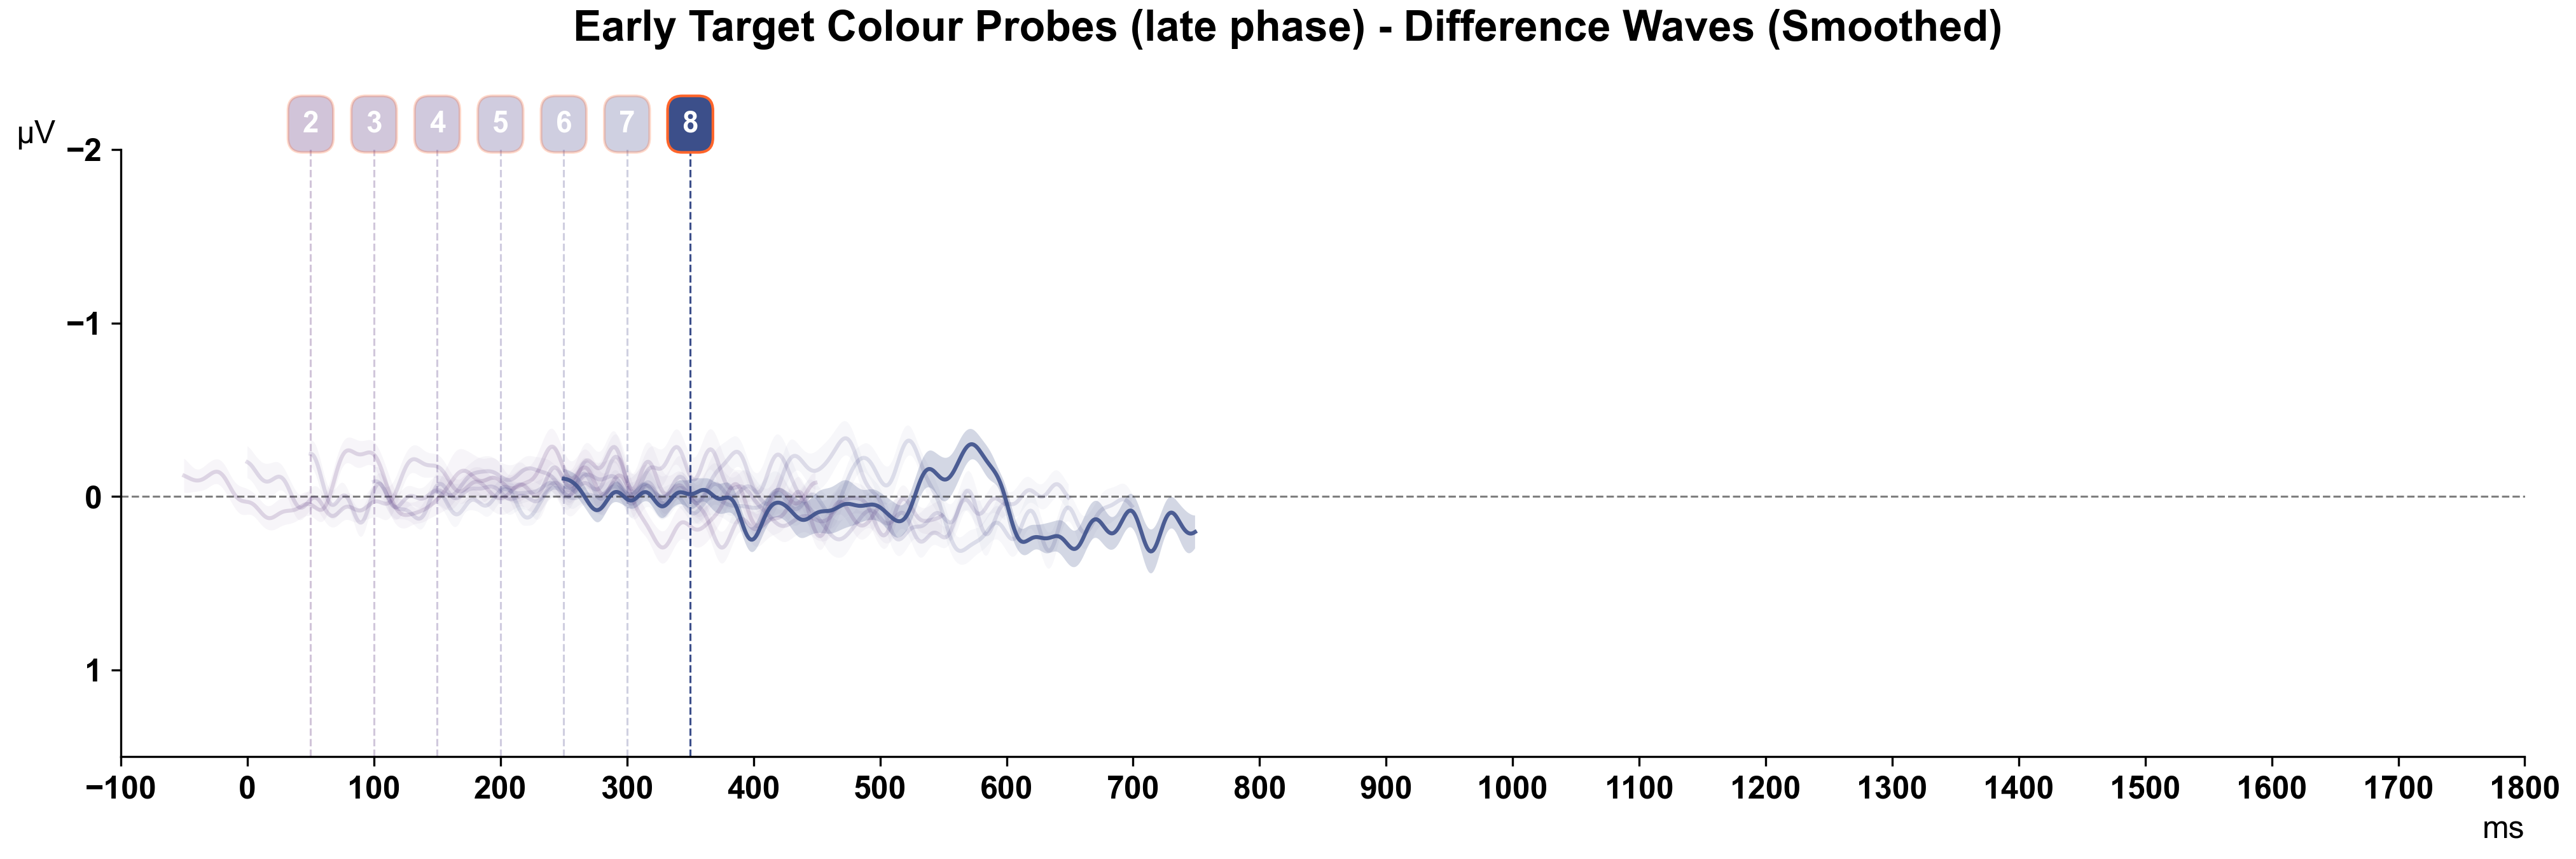 Early Target Colour Probes (late phase) - Difference Waves (Smoothed)
2 3 4 5 6 7 8
µV
−2
−1
0
1
−100 0 100 200 300 400 500 600 700 800 900 1000 1100 1200 1300 1400 1500 1600 1700 1800
ms